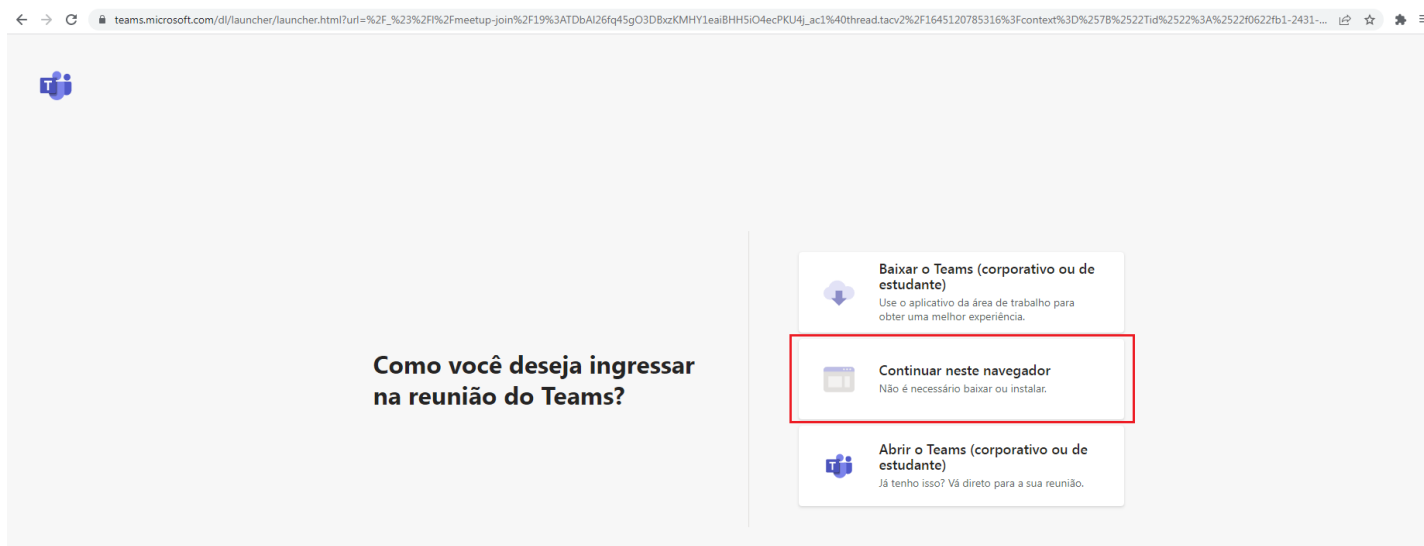 teams.microsoft.com/dl/launcher/launcher.html?url=%2F_%23%2Fl%2Fmeetup-join%2F19%3ATDbAl26fq45gO3DBxzKMHY1eaiBHH5iO4ecPKU4j_ac1%40thread.tacv2%2F1645120785316%3Fcontext%3D%257B%2522Tid%2522%3A%2522f0622fb1-2431-...
Baixar o Teams (corporativo ou de
estudante)
Use o aplicativo da área de trabalho para
obter uma melhor experiência.
Como você deseja ingressar
na reunião do Teams?
Continuar neste navegador
Não é necessário baixar ou instalar.
Abrir o Teams (corporativo ou de
estudante)
Já tenho isso? Vá direto para a sua reunião.